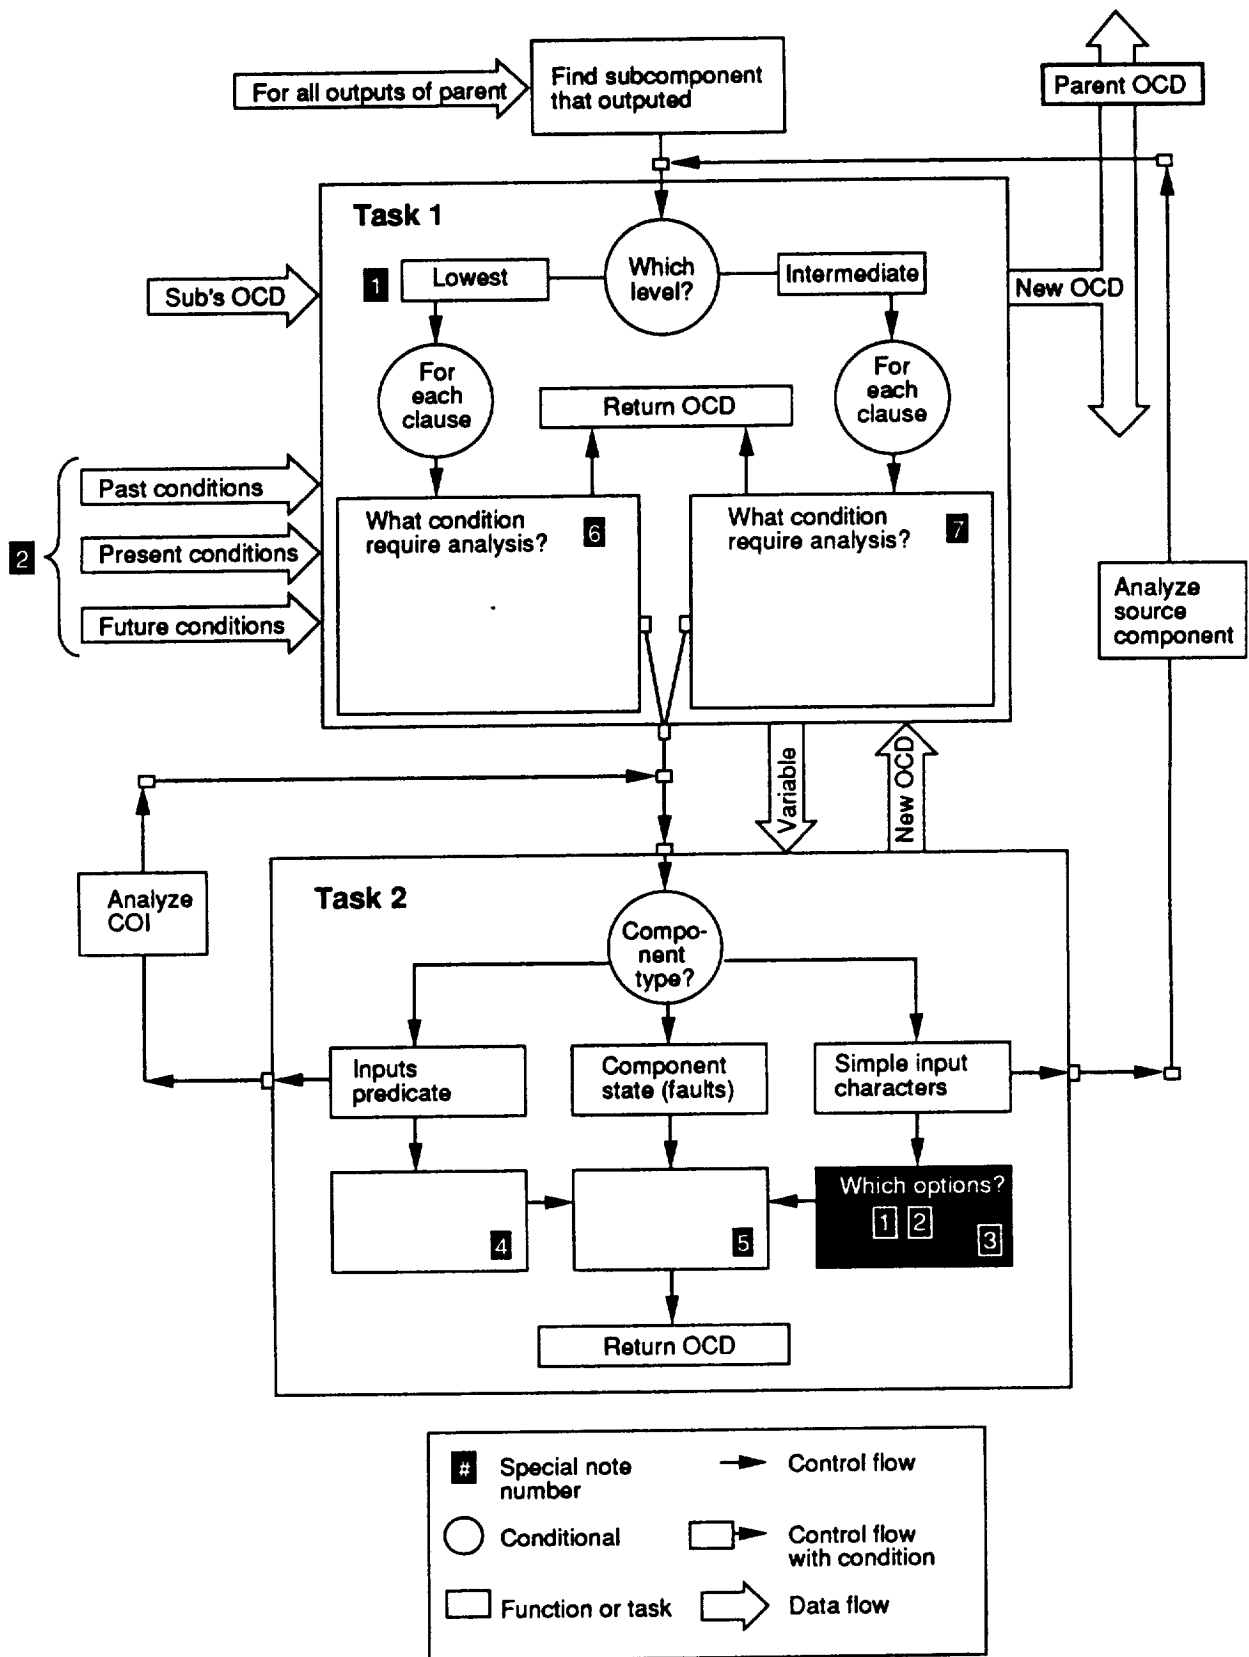 For all outputs of parent
Find subcomponent
that outputed
Parent OCD
Task 1
Which
level?
1
Lowest
Intermediate
Sub's OCD
New OCD
For
each
clause
Return OCD
For
each
clause
2
Past conditions
Present conditions
Future conditions
What condition
require analysis?
6
What condition
require analysis?
7
Analyze
source
component
Variable
New OCD
Analyze
COI
Task 2
Compo-
nent
type?
Inputs
predicate
Component
state (faults)
Simple input
characters
4
5
Which options?
1 2
3
Return OCD
# Special note
number
Control flow
Conditional
Control flow
with condition
Function or task
Data flow